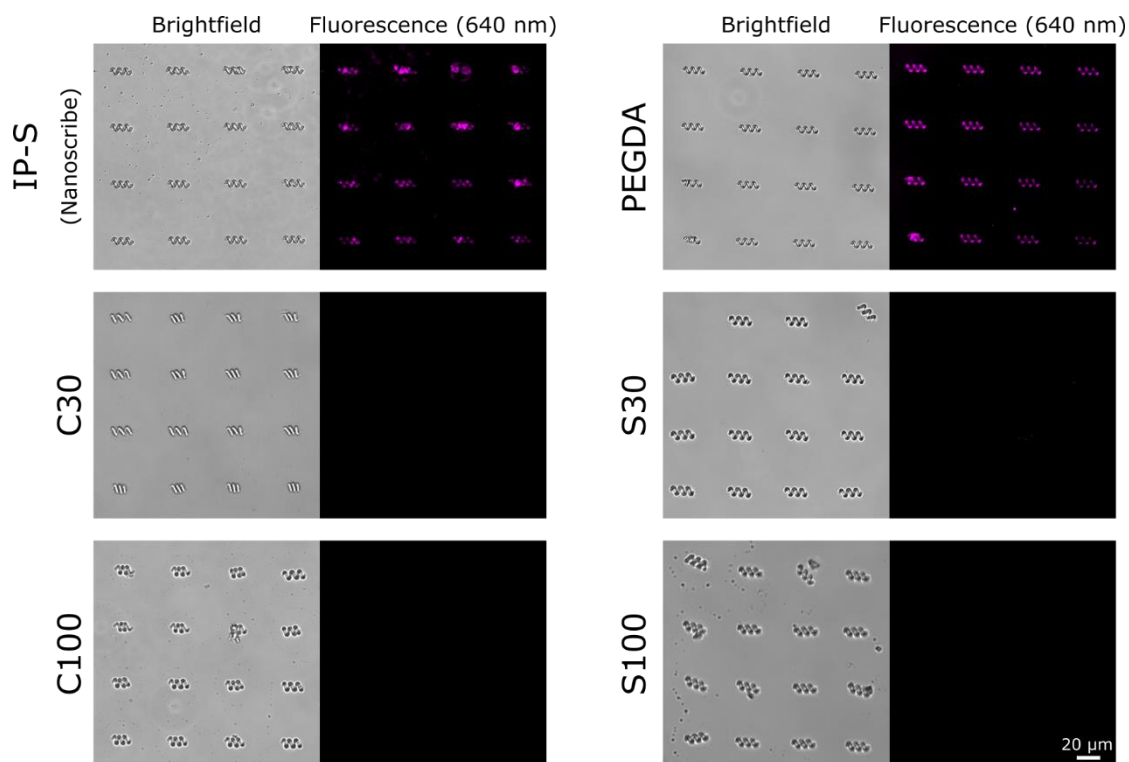 Brightfield Fluorescence (640 nm)
Brightfield Fluorescence (640 nm)
IP-S
(Nanoscribe)
PEGDA
C30
S30
C100
S100
20 μm